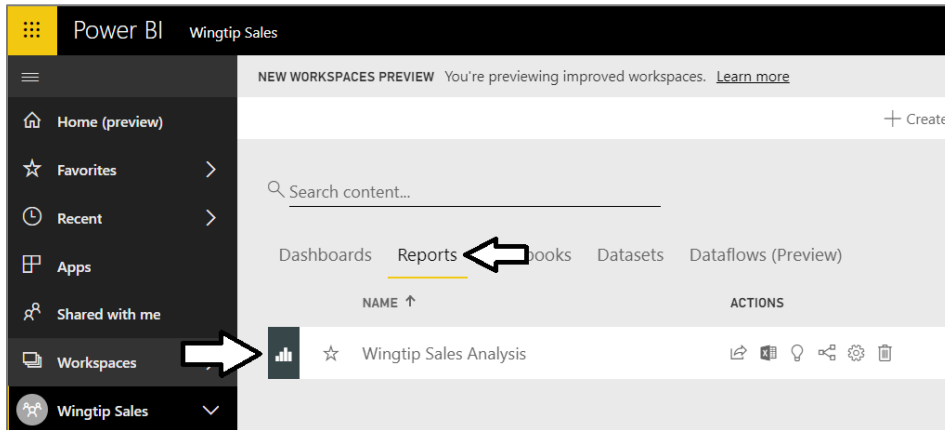 Power BI Wingtip Sales
NEW WORKSPACES PREVIEW You're previewing improved workspaces. Learn more
Home (preview)
+ Create
Favorites
Search content...
Recent
Dashboards Reports ooks Datasets Dataflows (Preview)
Apps
NAME ↑ ACTIONS
Shared with me
Wingtip Sales Analysis
Workspaces
Wingtip Sales